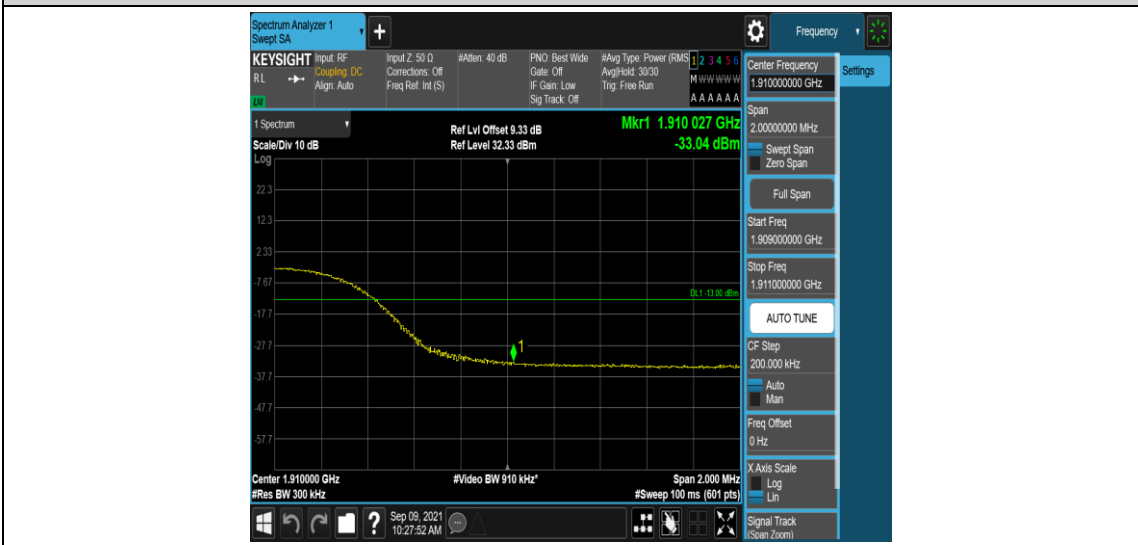 Spectrum Analyzer 1
Swept SA
+
Frequency
KEYSIGHT
RL
LV
Input: RF
Coupling: DC
Align: Auto
Input Z: 50 Ω
Corrections: Off
Freq Ref: Int (S)
#Atten: 40 dB
PNO: Best Wide
Gate: Off
IF Gain: Low
Sig Track: Off
#Avg Type: Power (RMS
Avg|Hold: 30/30
Trig: Free Run
1 2 3 4 5 6
M W W W W W
A A A A A A
1 Spectrum
Scale/Div 10 dB
Ref Lvl Offset 9.33 dB
Ref Level 32.33 dBm
Mkr1 1.910 027 GHz
-33.04 dBm
Log
22.3
12.3
2.33
-7.67
-17.7
-27.7
-37.7
-47.7
-57.7
DL1 -13.00 dBm
1
Center 1.910000 GHz
#Res BW 300 kHz
#Video BW 910 kHz*
Span 2.000 MHz
#Sweep 100 ms (601 pts)
Center Frequency
1.910000000 GHz
Settings
Span
2.00000000 MHz
Swept Span
Zero Span
Full Span
Start Freq
1.909000000 GHz
Stop Freq
1.911000000 GHz
AUTO TUNE
CF Step
200.000 kHz
Auto
Man
Freq Offset
0 Hz
X Axis Scale
Log
Lin
Signal Track
(Span Zoom)
?
Sep 09, 2021
10:27:52 AM